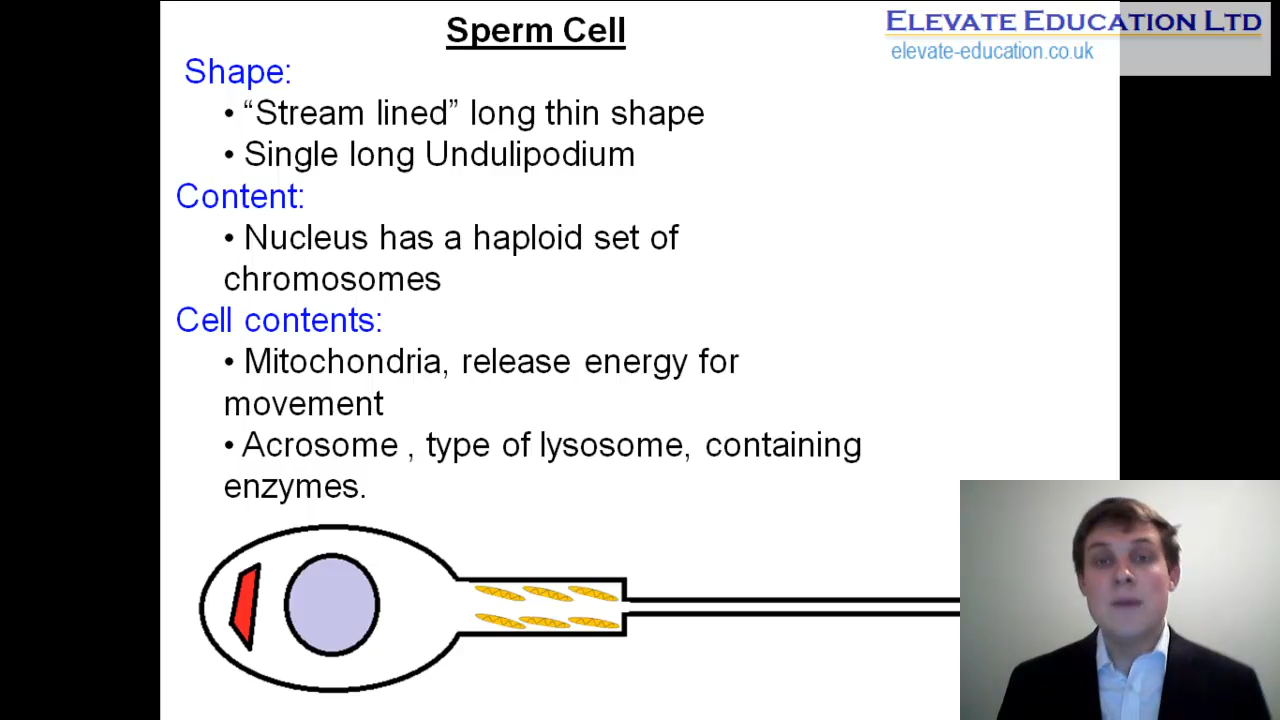 Sperm Cell
ELEVATE EDUCATION LTD
elevate-education.co.uk
Shape:
• “Stream lined” long thin shape
• Single long Undulipodium
Content:
• Nucleus has a haploid set of
chromosomes
Cell contents:
• Mitochondria, release energy for
movement
• Acrosome , type of lysosome, containing
enzymes.